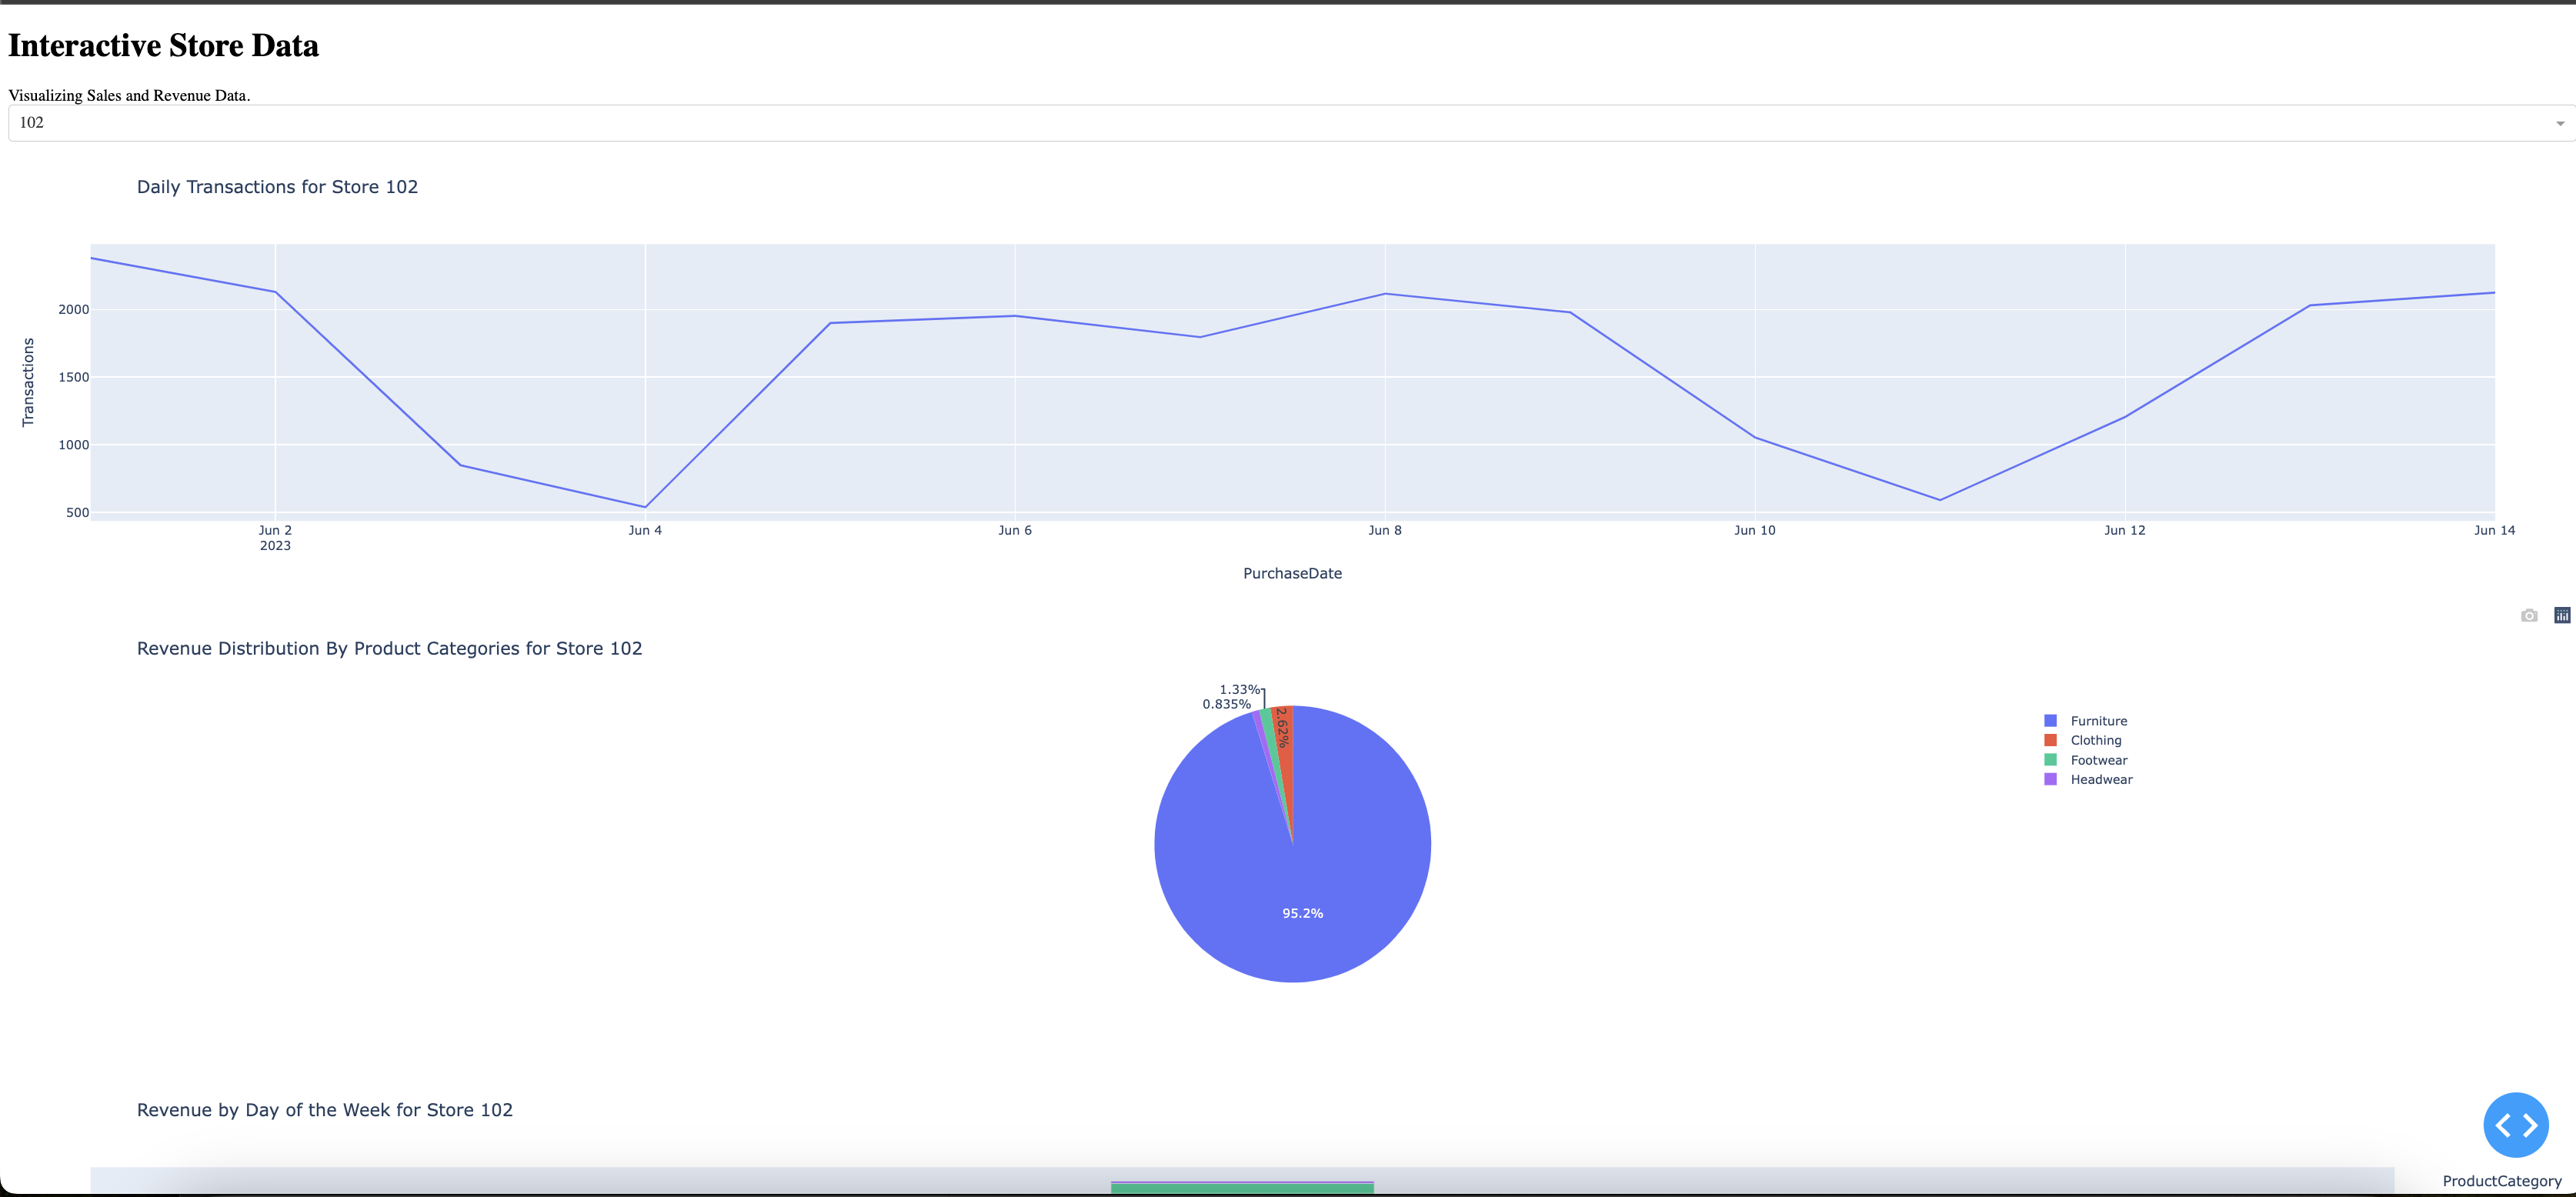 Interactive Store Data
Visualizing Sales and Revenue Data.
102
Daily Transactions for Store 102
Transactions
2000
1500
1000
500
Jun 2
2023
Jun 4
Jun 6
Jun 8
Jun 10
Jun 12
Jun 14
PurchaseDate
Revenue Distribution By Product Categories for Store 102
1.33%
0.835%
2.62%
95.2%
Furniture
Clothing
Footwear
Headwear
Revenue by Day of the Week for Store 102
ProductCategory